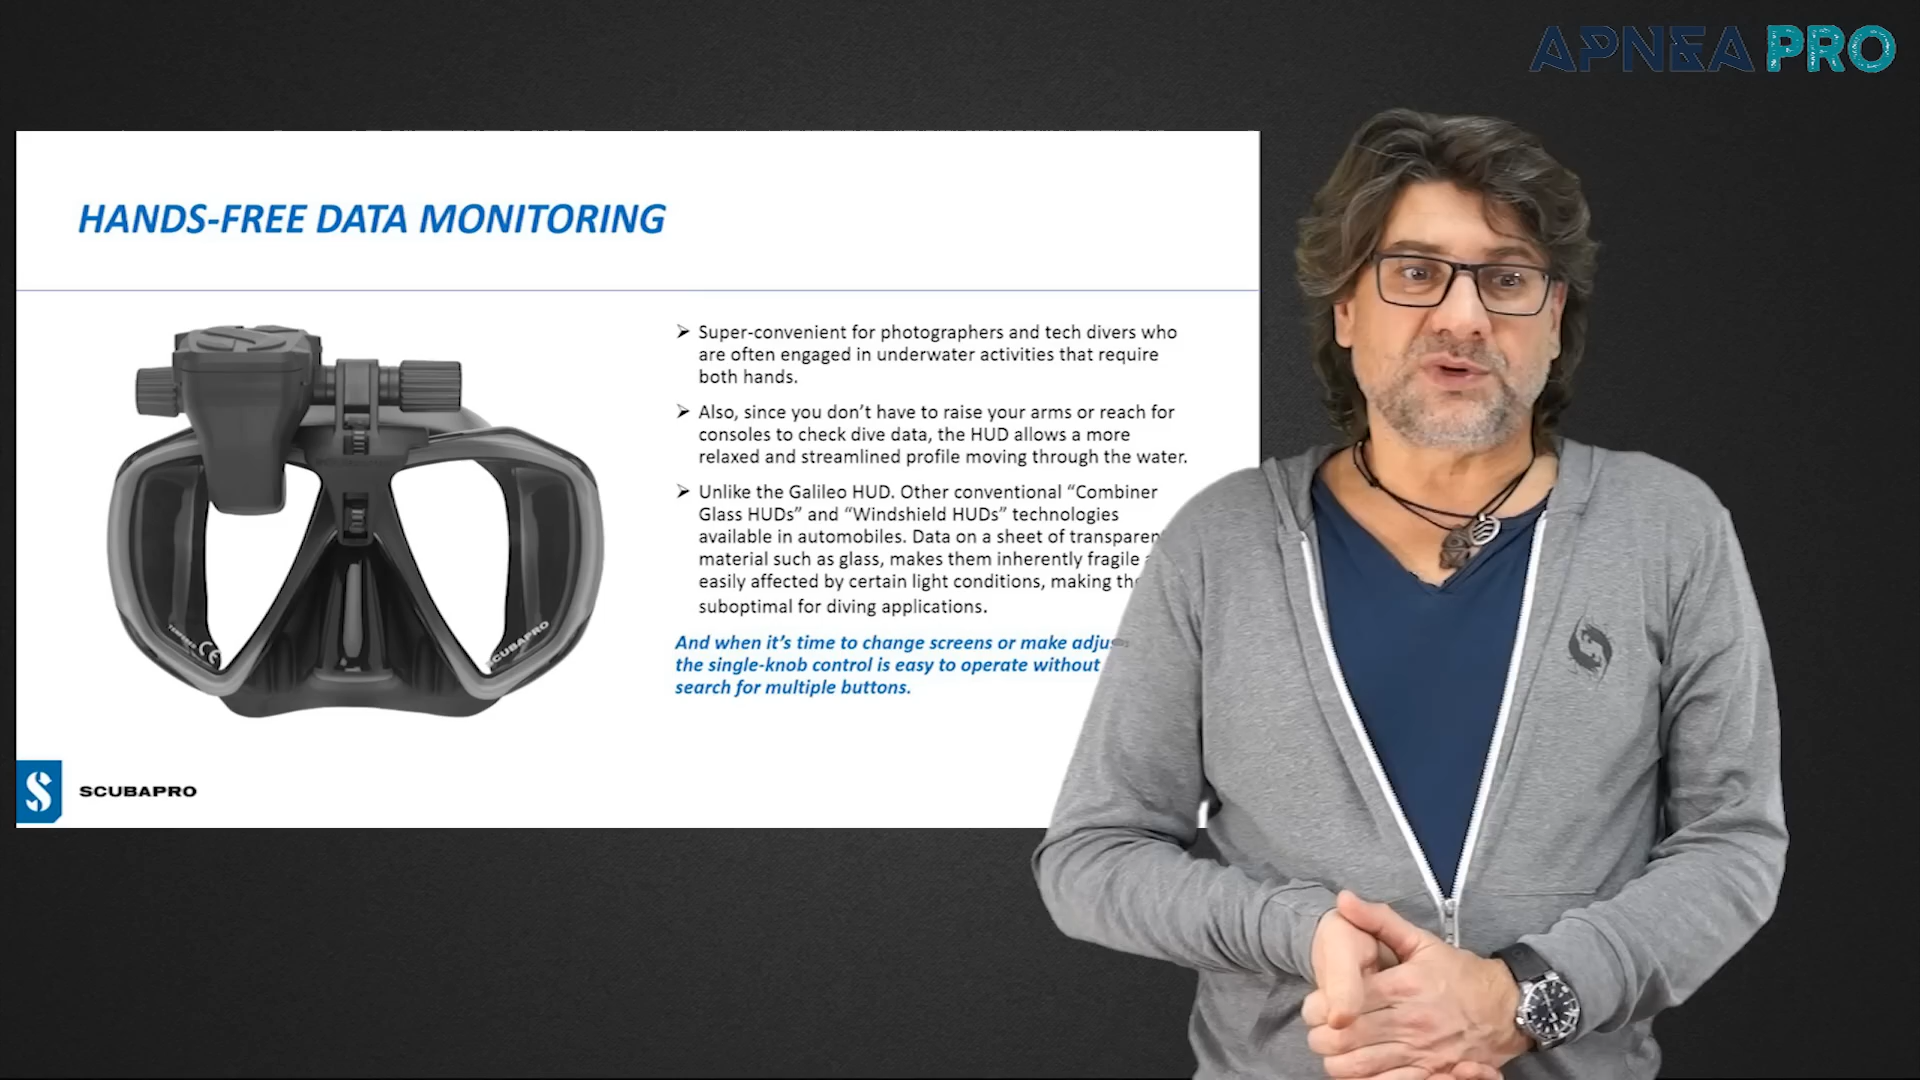 APNEA PRO
HANDS-FREE DATA MONITORING
Super-convenient for photographers and tech divers who
are often engaged in underwater activities that require
both hands.
Also, since you don't have to raise your arms or reach for
consoles to check dive data, the HUD allows a more
relaxed and streamlined profile moving through the water.
Unlike the Galileo HUD. Other conventional “Combiner
Glass HUDs” and “Windshield HUDs” technologies
available in automobiles. Data on a sheet of transparen
material such as glass, makes them inherently fragile
easily affected by certain light conditions, making the
suboptimal for diving applications.
And when it's time to change screens or make adjus
the single-knob control is easy to operate without
search for multiple buttons.
CE
SCUBAPRO
S SCUBAPRO